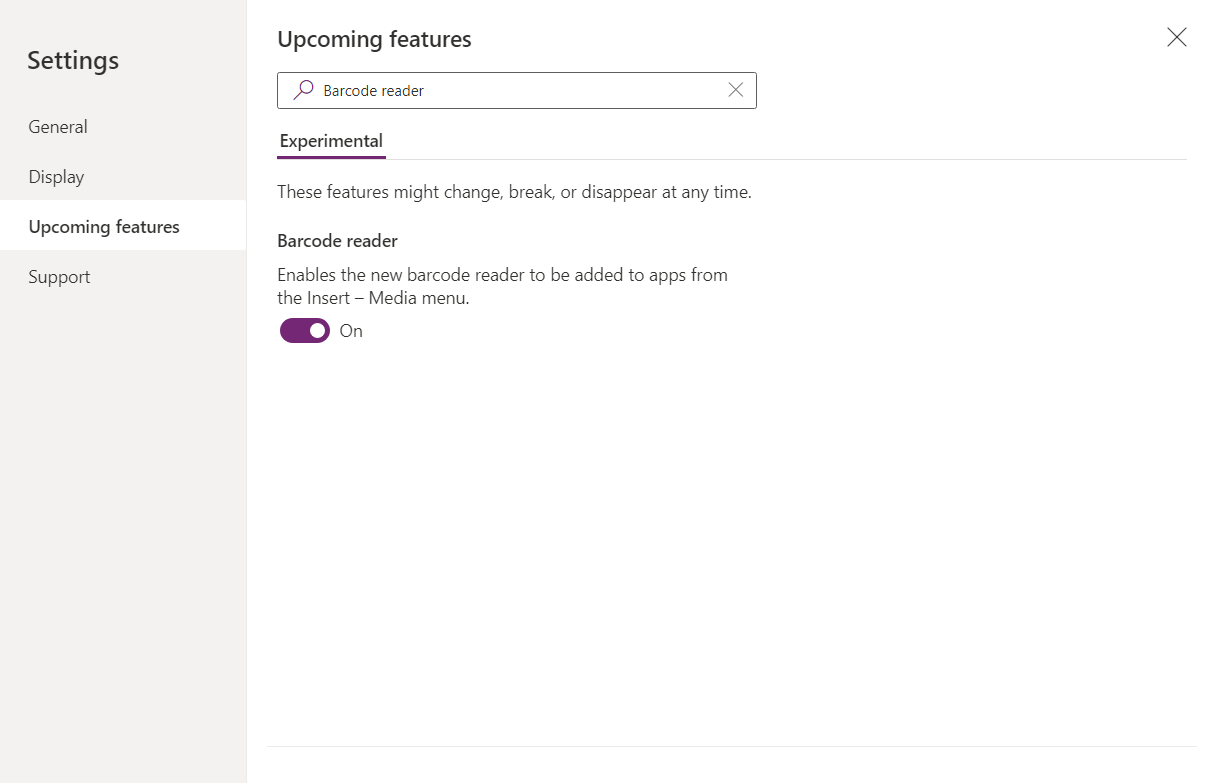 Settings
General
Display
Upcoming features
Support
Upcoming features
Barcode reader
Experimental
These features might change, break, or disappear at any time.
Barcode reader
Enables the new barcode reader to be added to apps from
the Insert – Media menu.
On